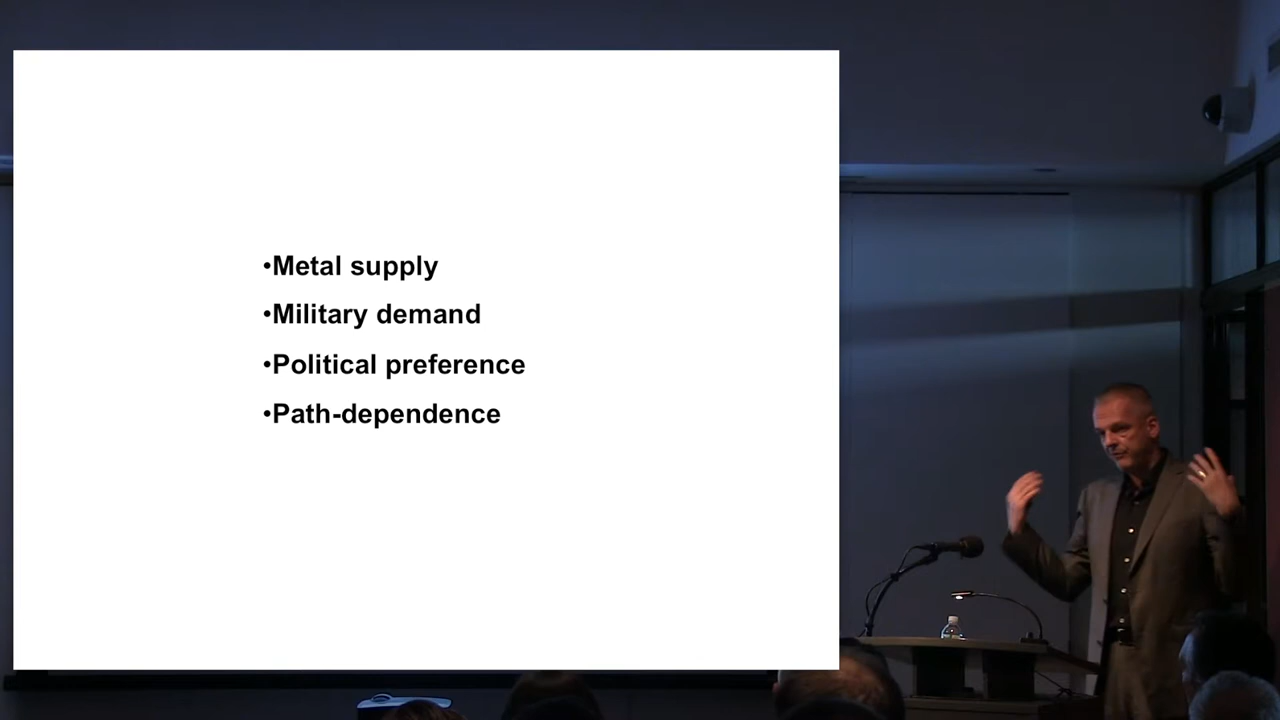 •Metal supply
•Military demand
•Political preference
•Path-dependence